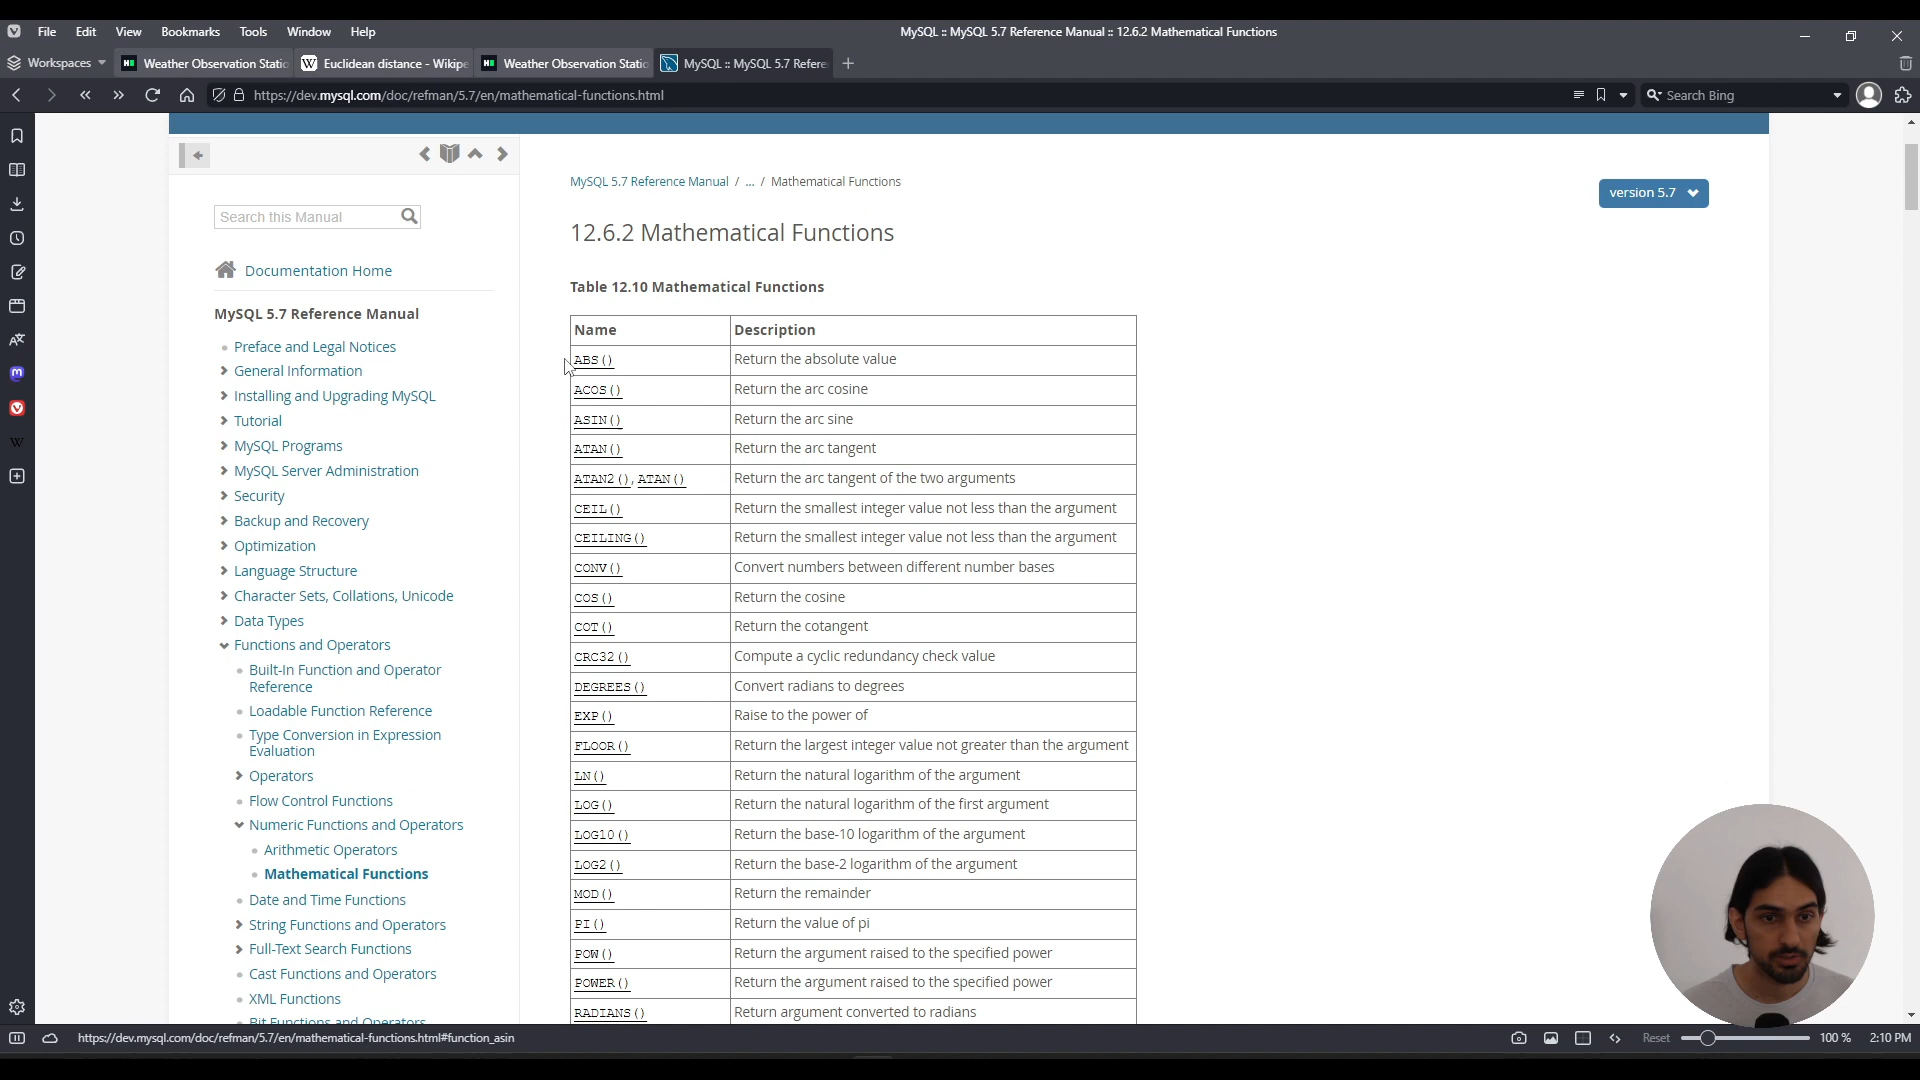 File Edit View Bookmarks Tools Window Help
MySQL :: MySQL 5.7 Reference Manual :: 12.6.2 Mathematical Functions
Workspaces
Weather Observation Static
Euclidean distance - Wikipe
Weather Observation Static
MySQL :: MySQL 5.7 Refere
https://dev.mysql.com/doc/refman/5.7/en/mathematical-functions.html
Search Bing
MySQL 5.7 Reference Manual / ... / Mathematical Functions
version 5.7
Search this Manual
12.6.2 Mathematical Functions
Documentation Home
Table 12.10 Mathematical Functions
MySQL 5.7 Reference Manual
Preface and Legal Notices
General Information
Installing and Upgrading MySQL
Tutorial
MySQL Programs
MySQL Server Administration
Security
Backup and Recovery
Optimization
Language Structure
Character Sets, Collations, Unicode
Data Types
Functions and Operators
Built-In Function and Operator
Reference
Loadable Function Reference
Type Conversion in Expression
Evaluation
Operators
Flow Control Functions
Numeric Functions and Operators
Arithmetic Operators
Mathematical Functions
Date and Time Functions
String Functions and Operators
Full-Text Search Functions
Cast Functions and Operators
XML Functions
Bit Functions and Operators
Name Description
ABS() Return the absolute value
ACOS() Return the arc cosine
ASIN() Return the arc sine
ATAN() Return the arc tangent
ATAN2(), ATAN() Return the arc tangent of the two arguments
CEIL() Return the smallest integer value not less than the argument
CEILING() Return the smallest integer value not less than the argument
CONV() Convert numbers between different number bases
COS() Return the cosine
COT() Return the cotangent
CRC32() Compute a cyclic redundancy check value
DEGREES() Convert radians to degrees
EXP() Raise to the power of
FLOOR() Return the largest integer value not greater than the argument
LN() Return the natural logarithm of the argument
LOG() Return the natural logarithm of the first argument
LOG10() Return the base-10 logarithm of the argument
LOG2() Return the base-2 logarithm of the argument
MOD() Return the remainder
PI() Return the value of pi
POW() Return the argument raised to the specified power
POWER() Return the argument raised to the specified power
RADIANS() Return argument converted to radians
https://dev.mysql.com/doc/refman/5.7/en/mathematical-functions.html#function_asin
Reset 100 % 2:10 PM